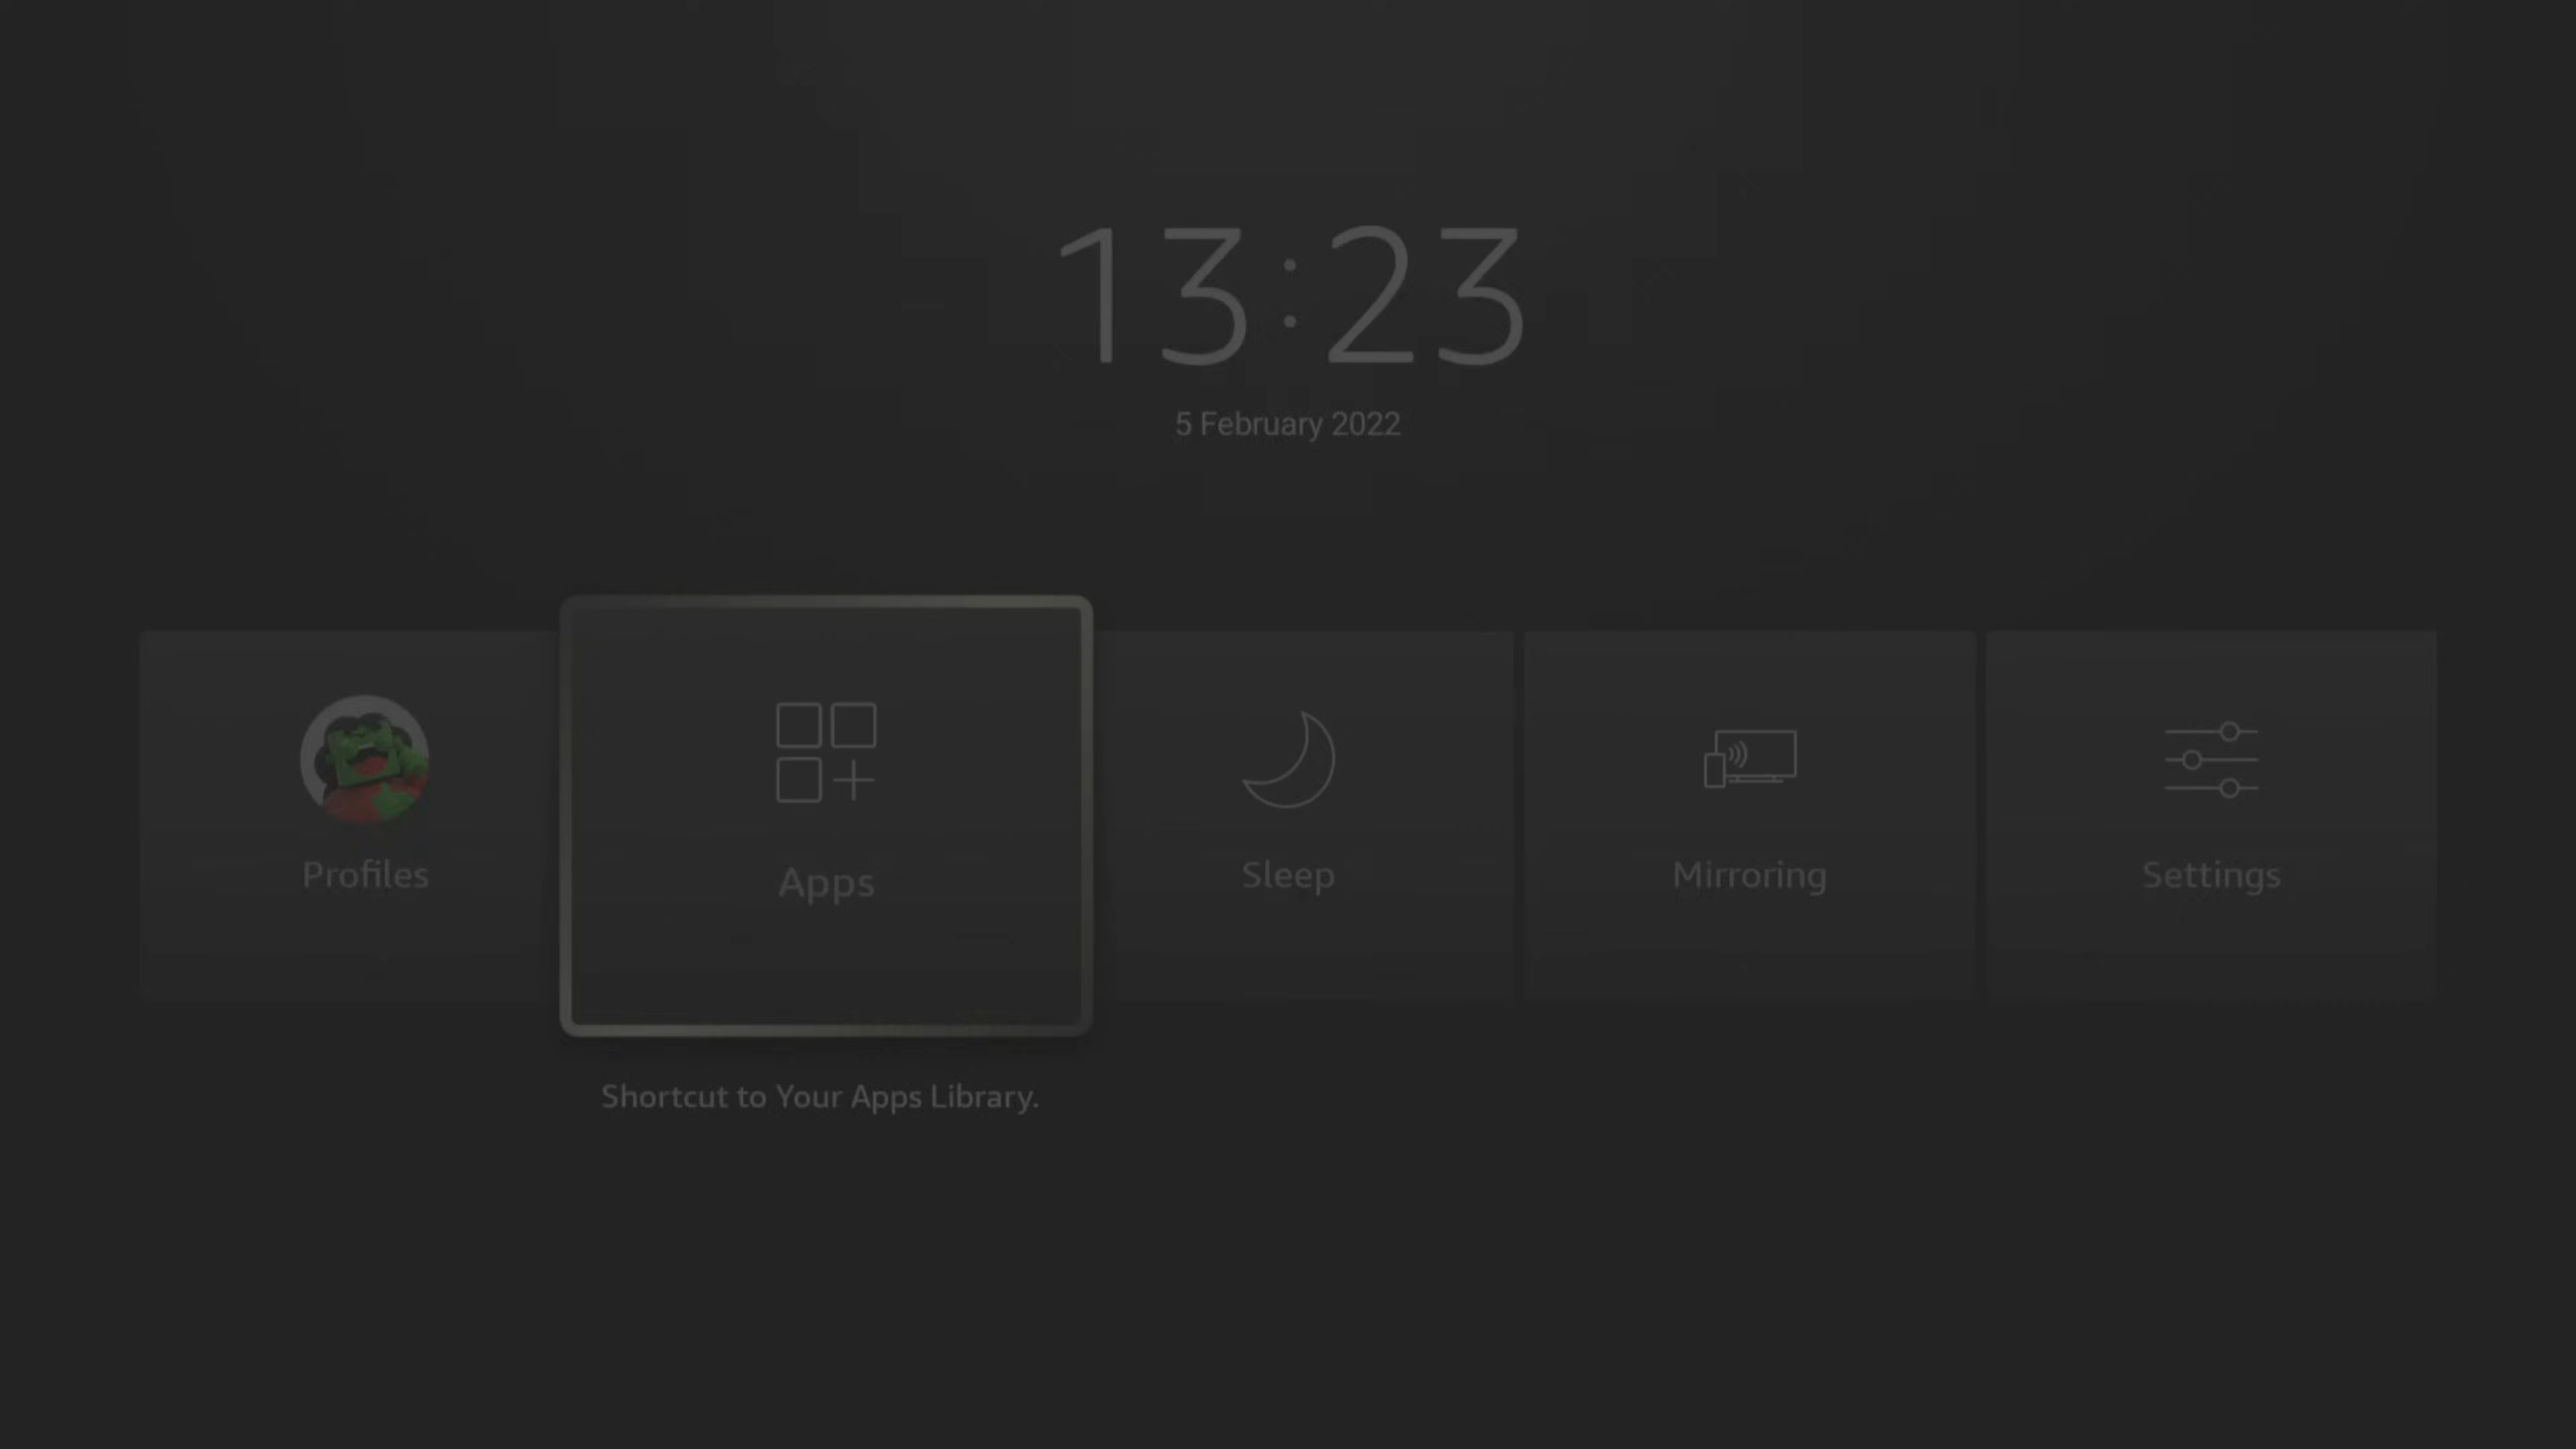 13:23
5 February 2022
Profiles
Apps
Sleep
Mirroring
Settings
Shortcut to Your Apps Library.